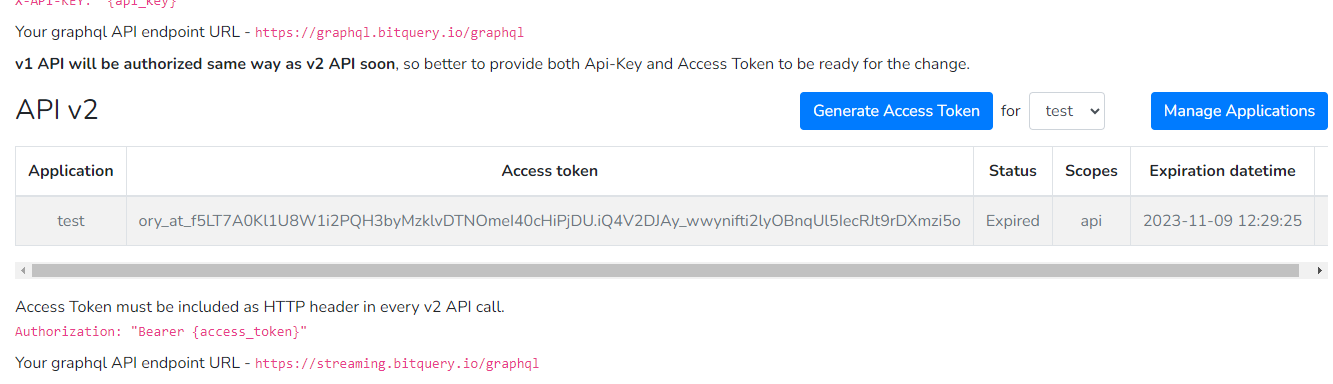 X-API-KEY: "{api_key}"
Your graphql API endpoint URL - https://graphql.bitquery.io/graphql
v1 API will be authorized same way as v2 API soon, so better to provide both Api-Key and Access Token to be ready for the change.
API v2 Generate Access Token for test Manage Applications
Application Access token Status Scopes Expiration datetime
test ory_at_f5LT7A0Kl1U8W1i2PQH3byMzklvDTNOmeI40cHiPjDU.iQ4V2DJAy_wwynifti2lyOBnqUl5IecRJt9rDXmzi5o Expired api 2023-11-09 12:29:25
Access Token must be included as HTTP header in every v2 API call.
Authorization: "Bearer {access_token}"
Your graphql API endpoint URL - https://streaming.bitquery.io/graphql